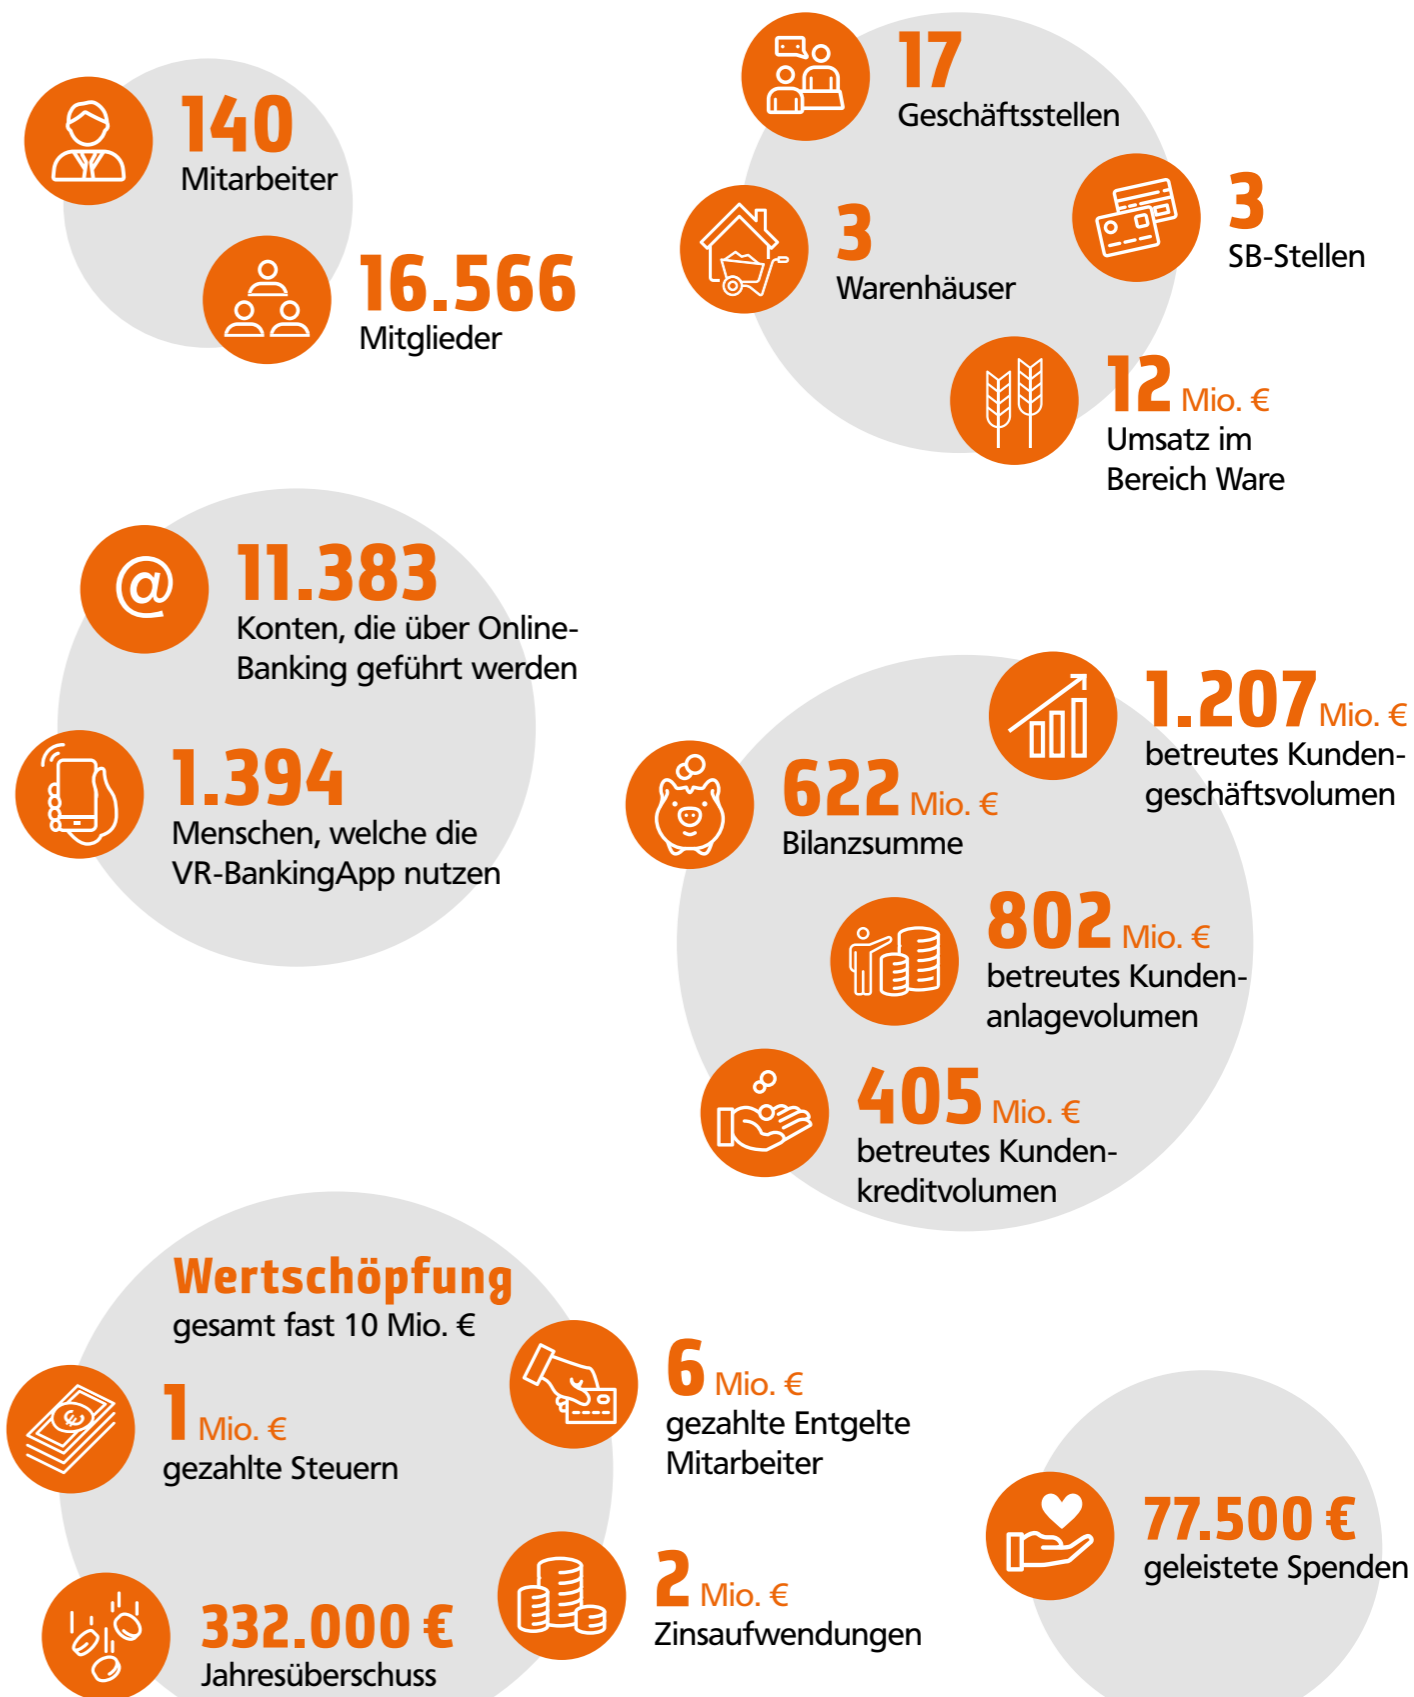 140
Mitarbeiter
16.566
Mitglieder
17
Geschäftsstellen
3
SB-Stellen
3
Warenhäuser
12 Mio. €
Umsatz im
Bereich Ware
@
11.383
Konten, die über Online-
Banking geführt werden
1.394
Menschen, welche die
VR-BankingApp nutzen
1.207 Mio. €
betreutes Kunden-
geschäftsvolumen
622 Mio. €
Bilanzsumme
802 Mio. €
betreutes Kunden-
anlagevolumen
405 Mio. €
betreutes Kunden-
kreditvolumen
Wertschöpfung
gesamt fast 10 Mio. €
€
1 Mio. €
gezahlte Steuern
6 Mio. €
gezahlte Entgelte
Mitarbeiter
332.000 €
Jahresüberschuss
2 Mio. €
Zinsaufwendungen
77.500 €
geleistete Spenden